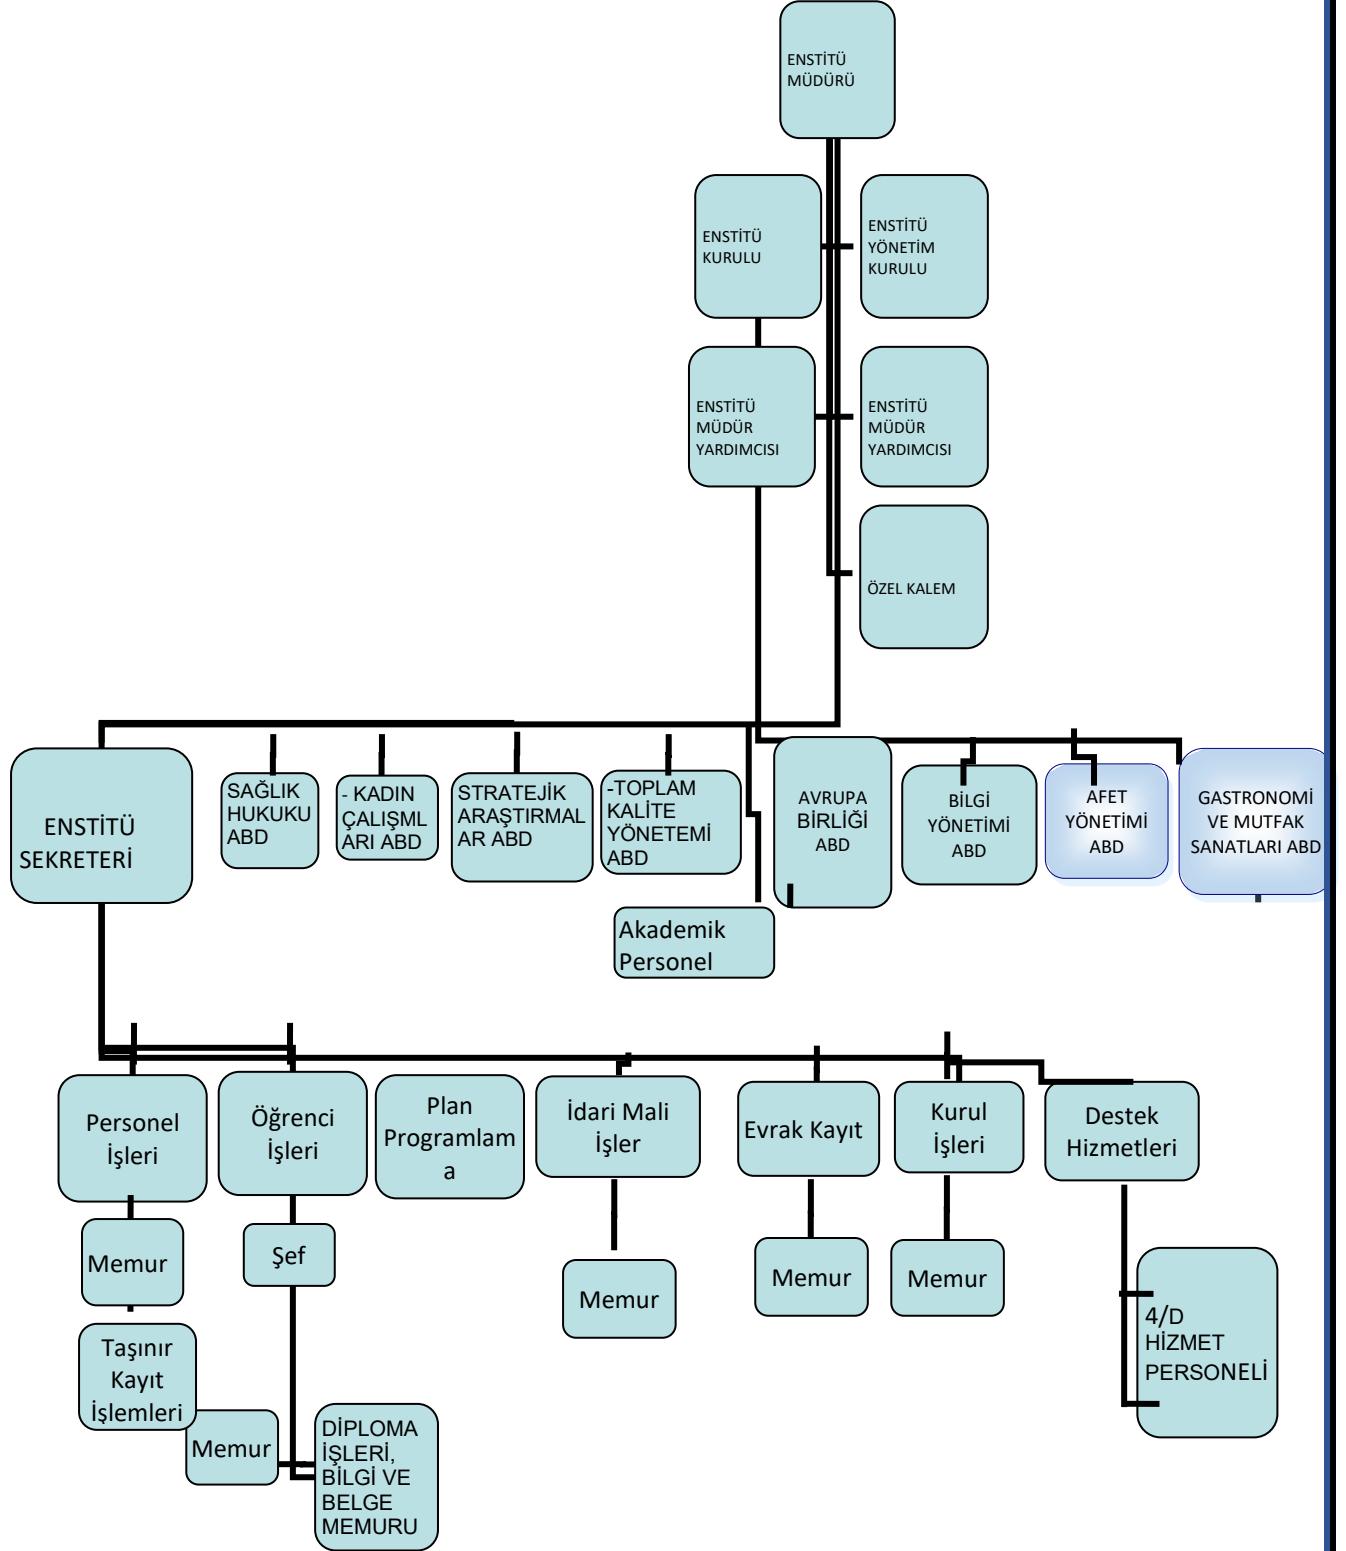 ENSTİTÜ
MÜDÜRÜ
ENSTİTÜ
KURULU
ENSTİTÜ
YÖNETİM
KURULU
ENSTİTÜ
MÜDÜR
YARDIMCISI
ENSTİTÜ
MÜDÜR
YARDIMCISI
ÖZEL KALEM
ENSTİTÜ
SEKRETERİ
SAĞLIK
HUKUKU
ABD
- KADIN
ÇALIŞML
ARI ABD
STRATEJİK
ARAŞTIRMAL
AR ABD
-TOPLAM
KALİTE
YÖNETEMİ
ABD
AVRUPA
BİRLİĞİ
ABD
BİLGİ
YÖNETİMİ
ABD
AFET
YÖNETİMİ
ABD
GASTRONOMİ
VE MUTFAK
SANATLARI ABD
Akademik
Personel
Personel
İşleri
Öğrenci
İşleri
Plan
Programlam
a
İdari Mali
İşler
Evrak Kayıt
Kurul
İşleri
Destek
Hizmetleri
Memur
Şef
Memur
Memur
Memur
4/D
HİZMET
PERSONELİ
Taşınır
Kayıt
İşlemleri
Memur
DİPLOMA
İŞLERİ,
BİLGİ VE
BELGE
MEMURU